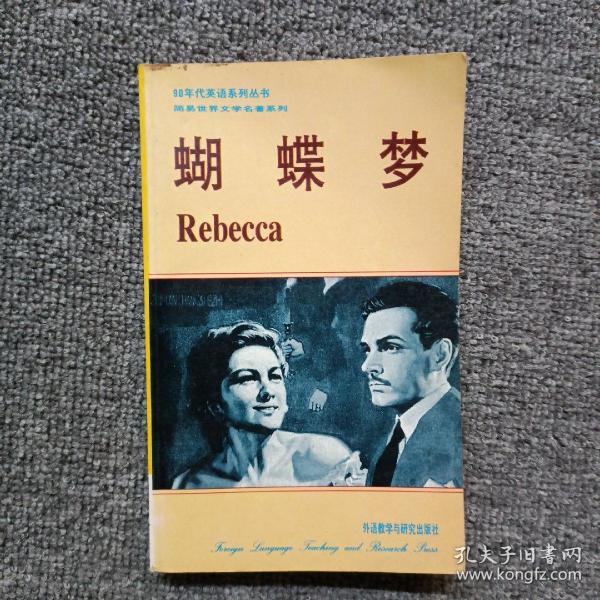 90年代英语系列丛书
简易世界文学名著系列
蝴蝶梦
Rebecca
外语教学与研究出版社
Foreign Language Teaching and Research Press
孔夫子旧书网
www.kongfz.com